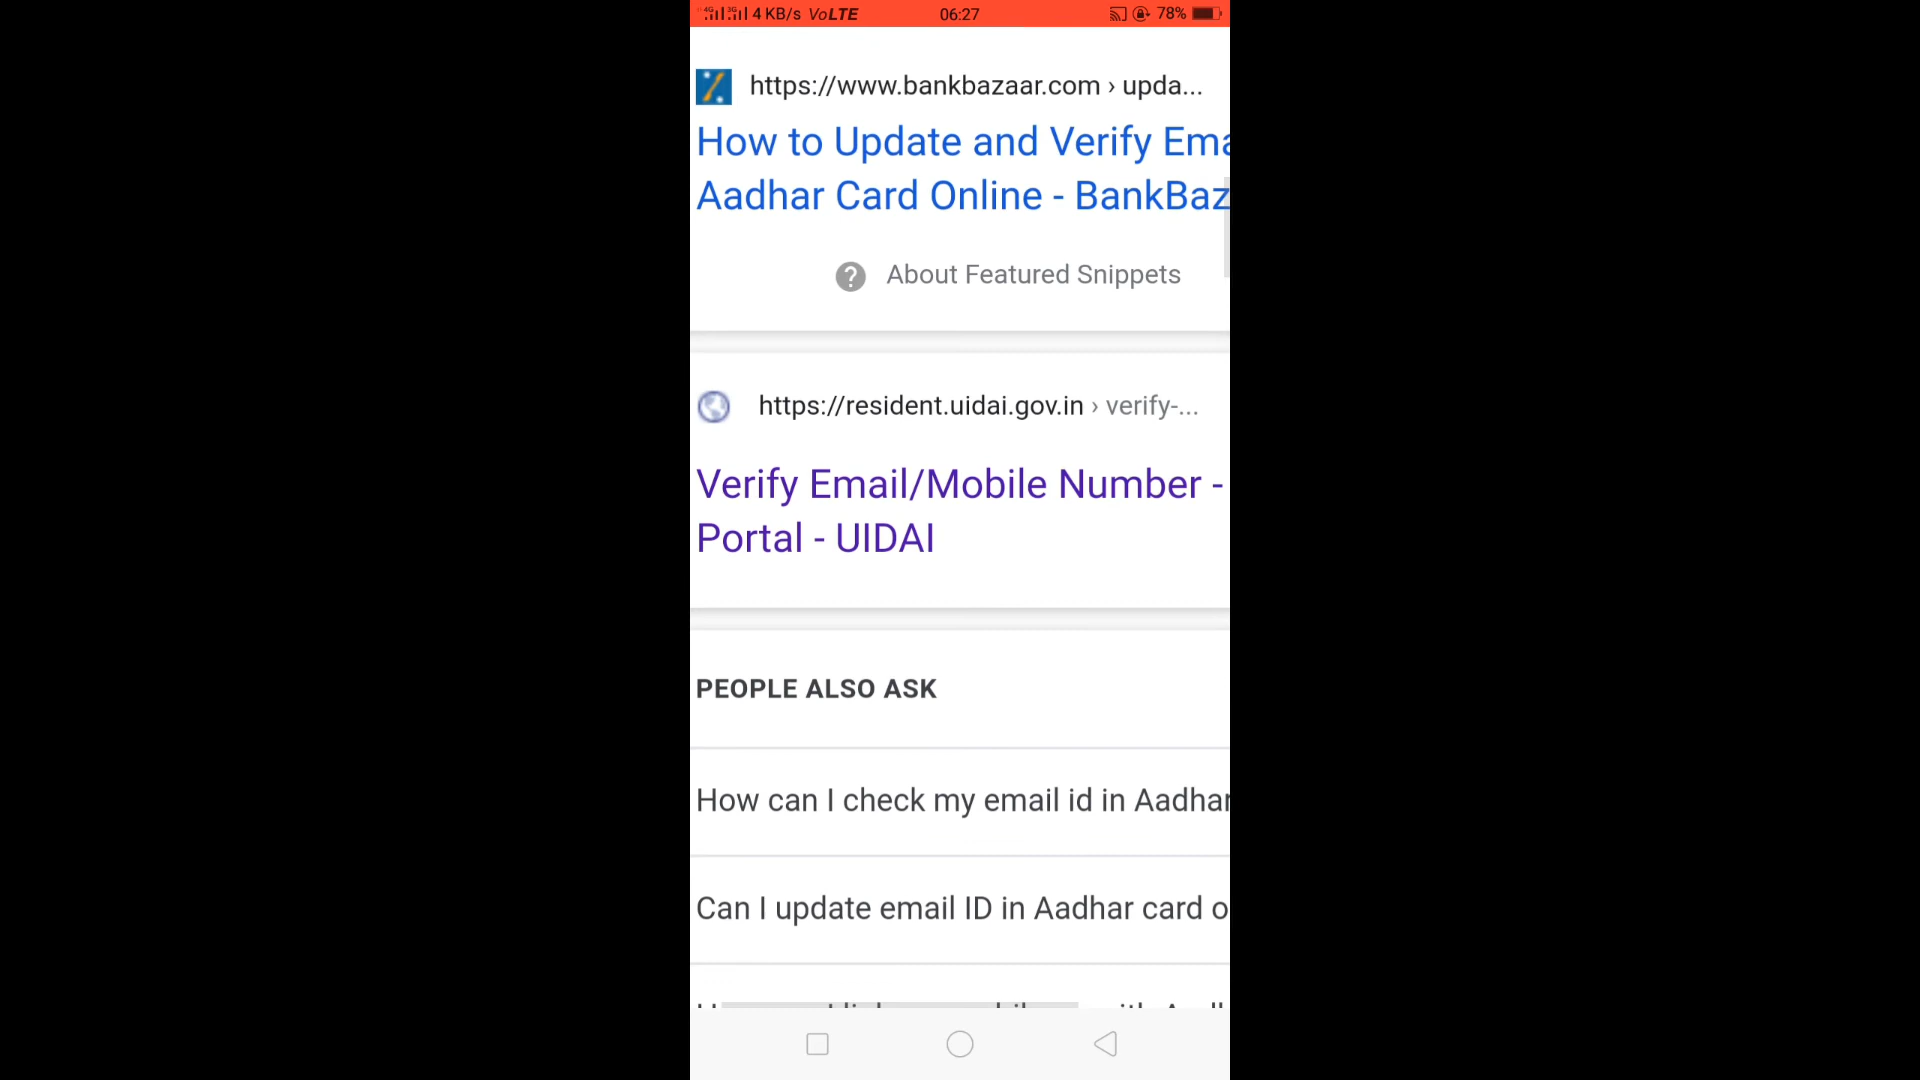 4G 3G 4 KB/s VoLTE 06:27 78%
https://www.bankbazaar.com › upda...
How to Update and Verify Ema
Aadhar Card Online - BankBaz
? About Featured Snippets
https://resident.uidai.gov.in › verify-...
Verify Email/Mobile Number -
Portal - UIDAI
PEOPLE ALSO ASK
How can I check my email id in Aadhar
Can I update email ID in Aadhar card o